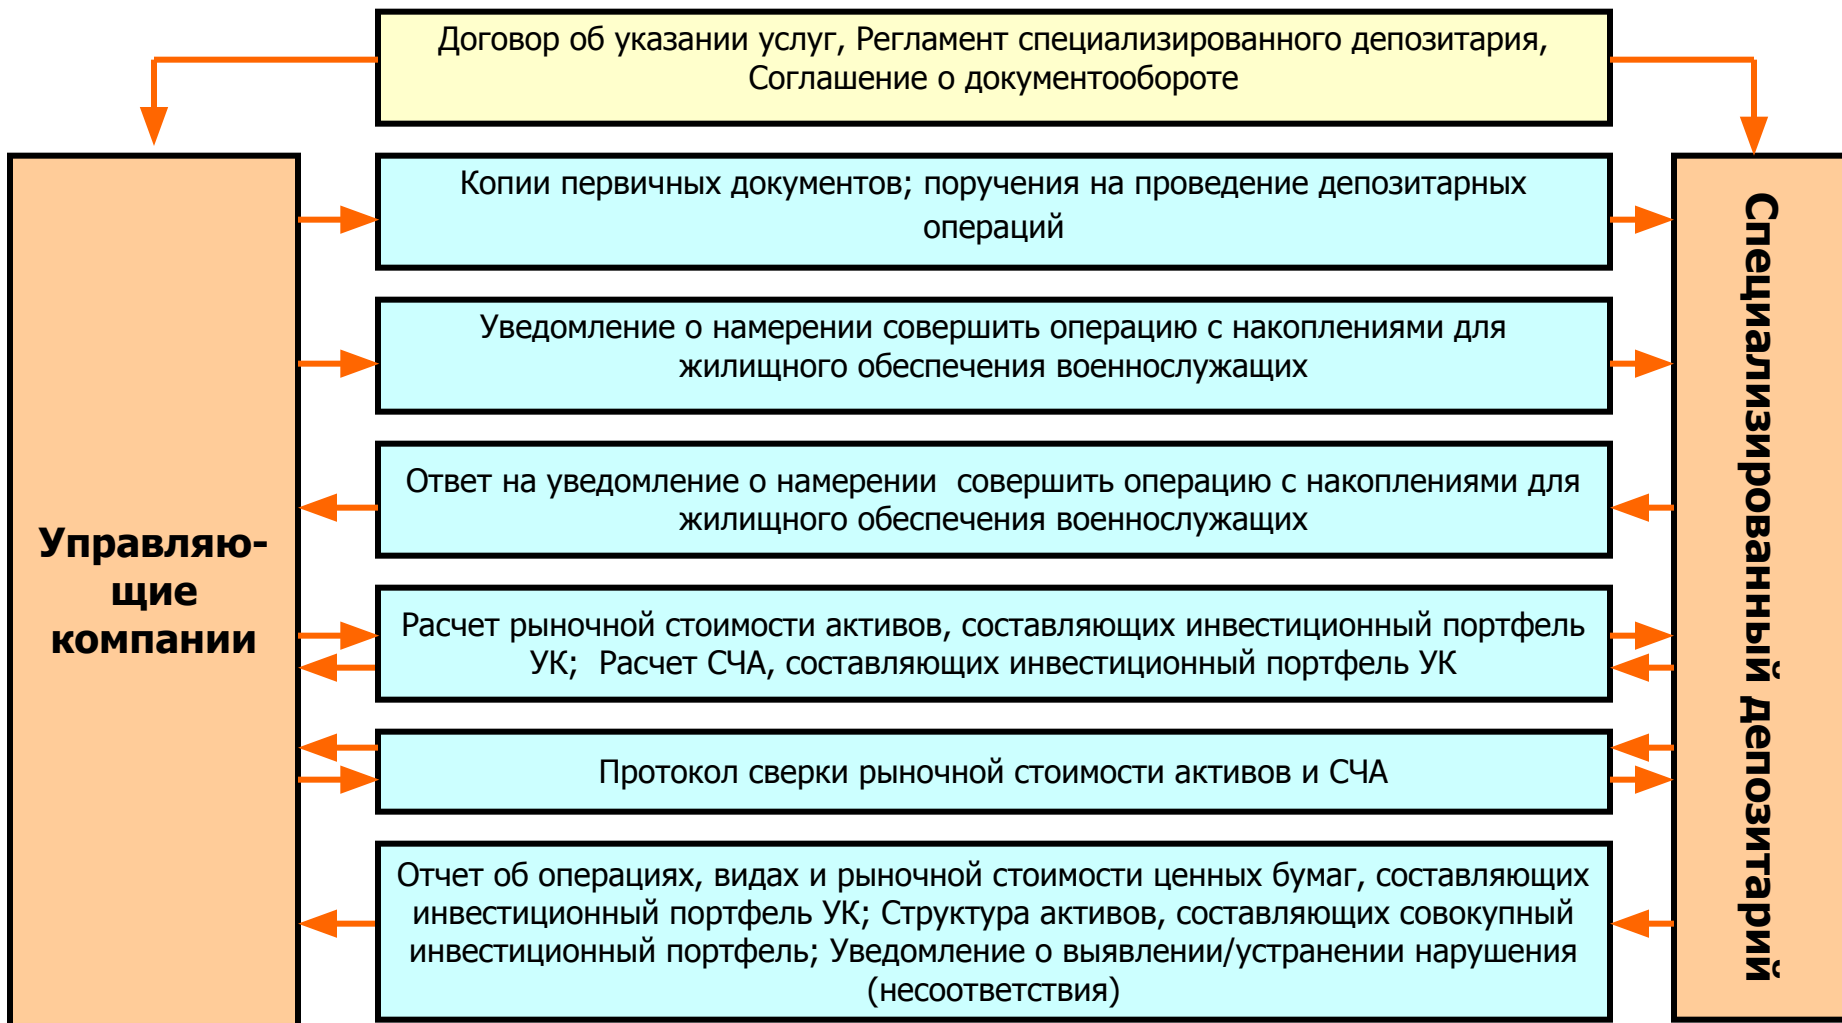 Договор об указании услуг, Регламент специализированного депозитария,
Соглашение о документообороте
Копии первичных документов; поручения на проведение депозитарных
операций
Уведомление о намерении совершить операцию с накоплениями для
жилищного обеспечения военнослужащих
Ответ на уведомление о намерении совершить операцию с накоплениями для
жилищного обеспечения военнослужащих
Управляю-
щие
компании
Расчет рыночной стоимости активов, составляющих инвестиционный портфель
УК; Расчет СЧА, составляющих инвестиционный портфель УК
Протокол сверки рыночной стоимости активов и СЧА
Отчет об операциях, видах и рыночной стоимости ценных бумаг, составляющих
инвестиционный портфель УК; Структура активов, составляющих совокупный
инвестиционный портфель; Уведомление о выявлении/устранении нарушения
(несоответствия)
Специализированный депозитарий